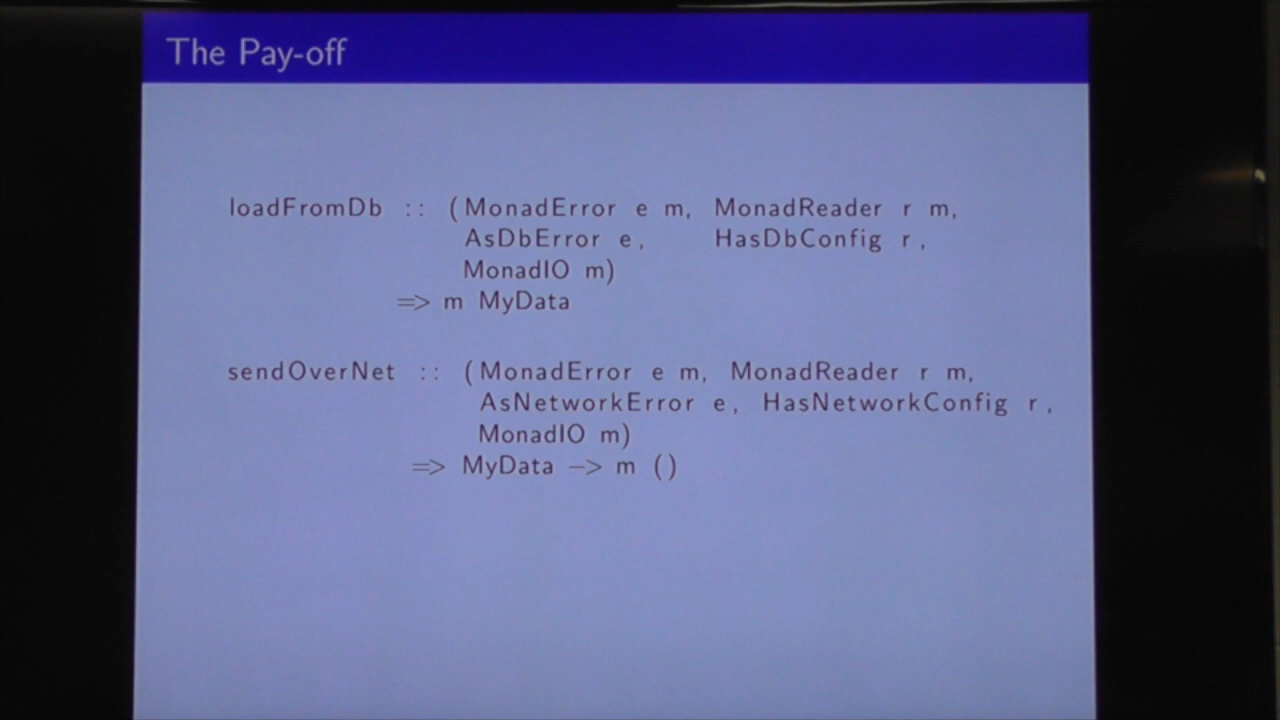 The Pay-off
loadFromDb :: (MonadError e m, MonadReader r m,
AsDbError e, HasDbConfig r,
MonadIO m)
=> m MyData
sendOverNet :: (MonadError e m, MonadReader r m,
AsNetworkError e, HasNetworkConfig r,
MonadIO m)
=> MyData -> m ()